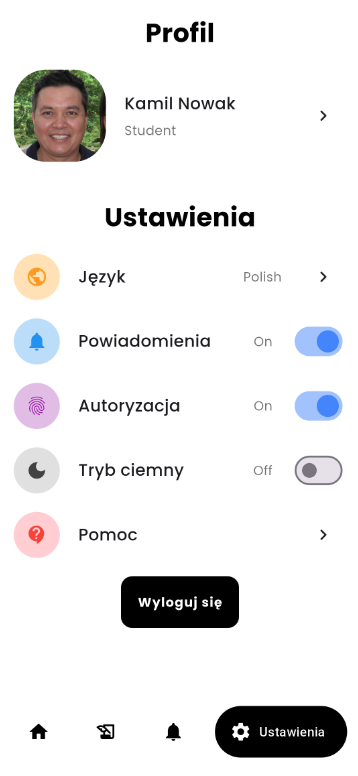 Profil
Kamil Nowak
Student
Ustawienia
Język Polish
Powiadomienia On
Autoryzacja On
Tryb ciemny Off
Pomoc
Wyloguj się
Ustawienia